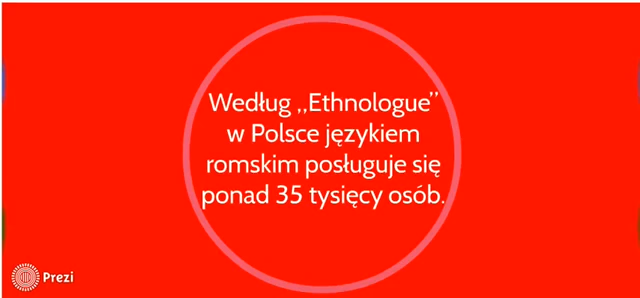 Według ,,Ethnologue”
w Polsce językiem
romskim posługuje się
ponad 35 tysięcy osób.
Prezi